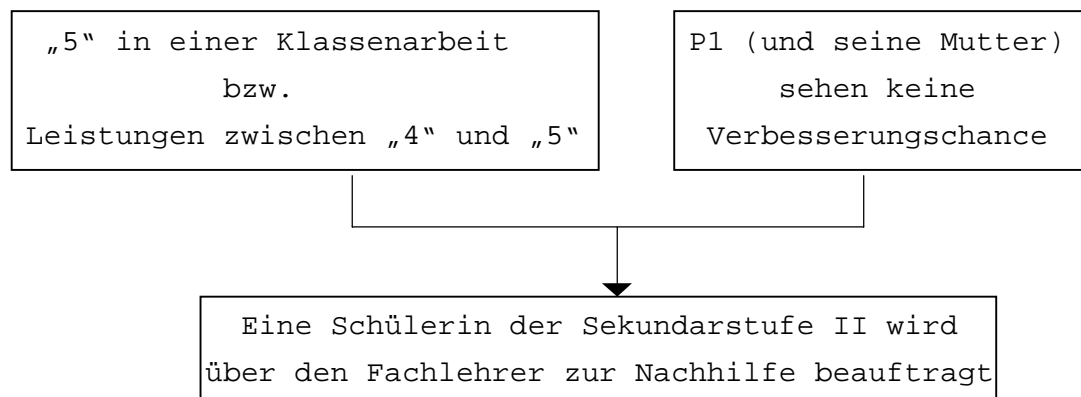 „5“ in einer Klassenarbeit
bzw.
Leistungen zwischen „4“ und „5“
P1 (und seine Mutter)
sehen keine
Verbesserungschance
Eine Schülerin der Sekundarstufe II wird
über den Fachlehrer zur Nachhilfe beauftragt